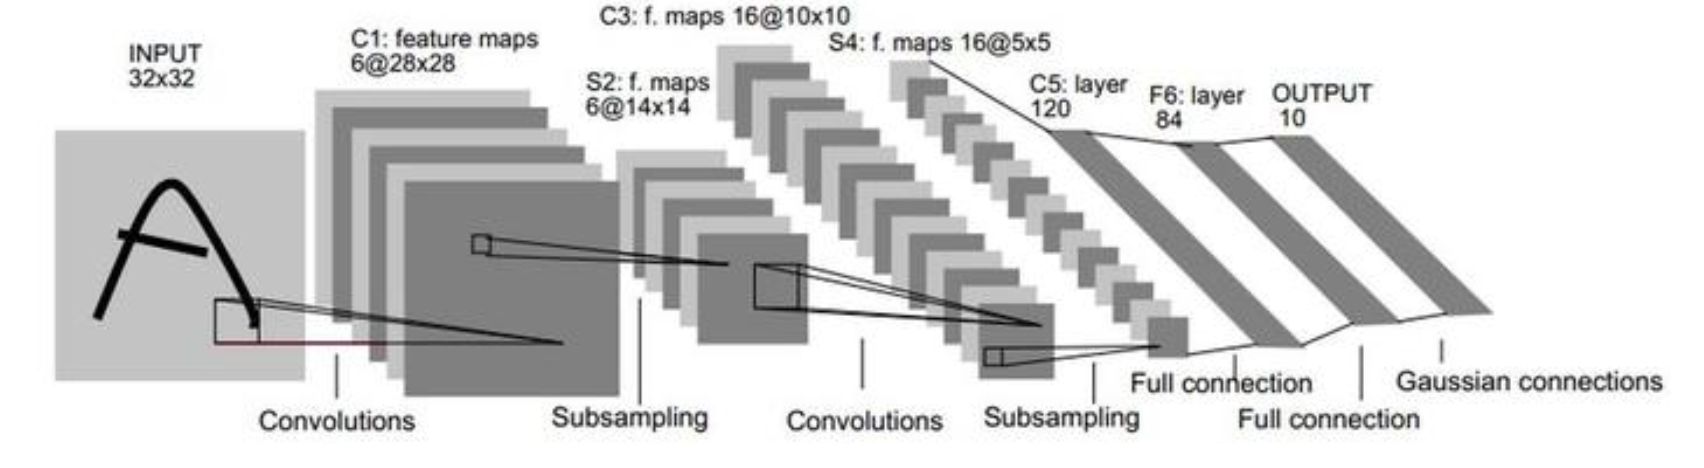 INPUT
32x32
C1: feature maps
6@28x28
S2: f. maps
6@14x14
C3: f. maps 16@10x10
S4: f. maps 16@5x5
C5: layer
120
F6: layer
84
OUTPUT
10
A
Convolutions
Subsampling
Convolutions
Subsampling
Full connection
Full connection
Gaussian connections